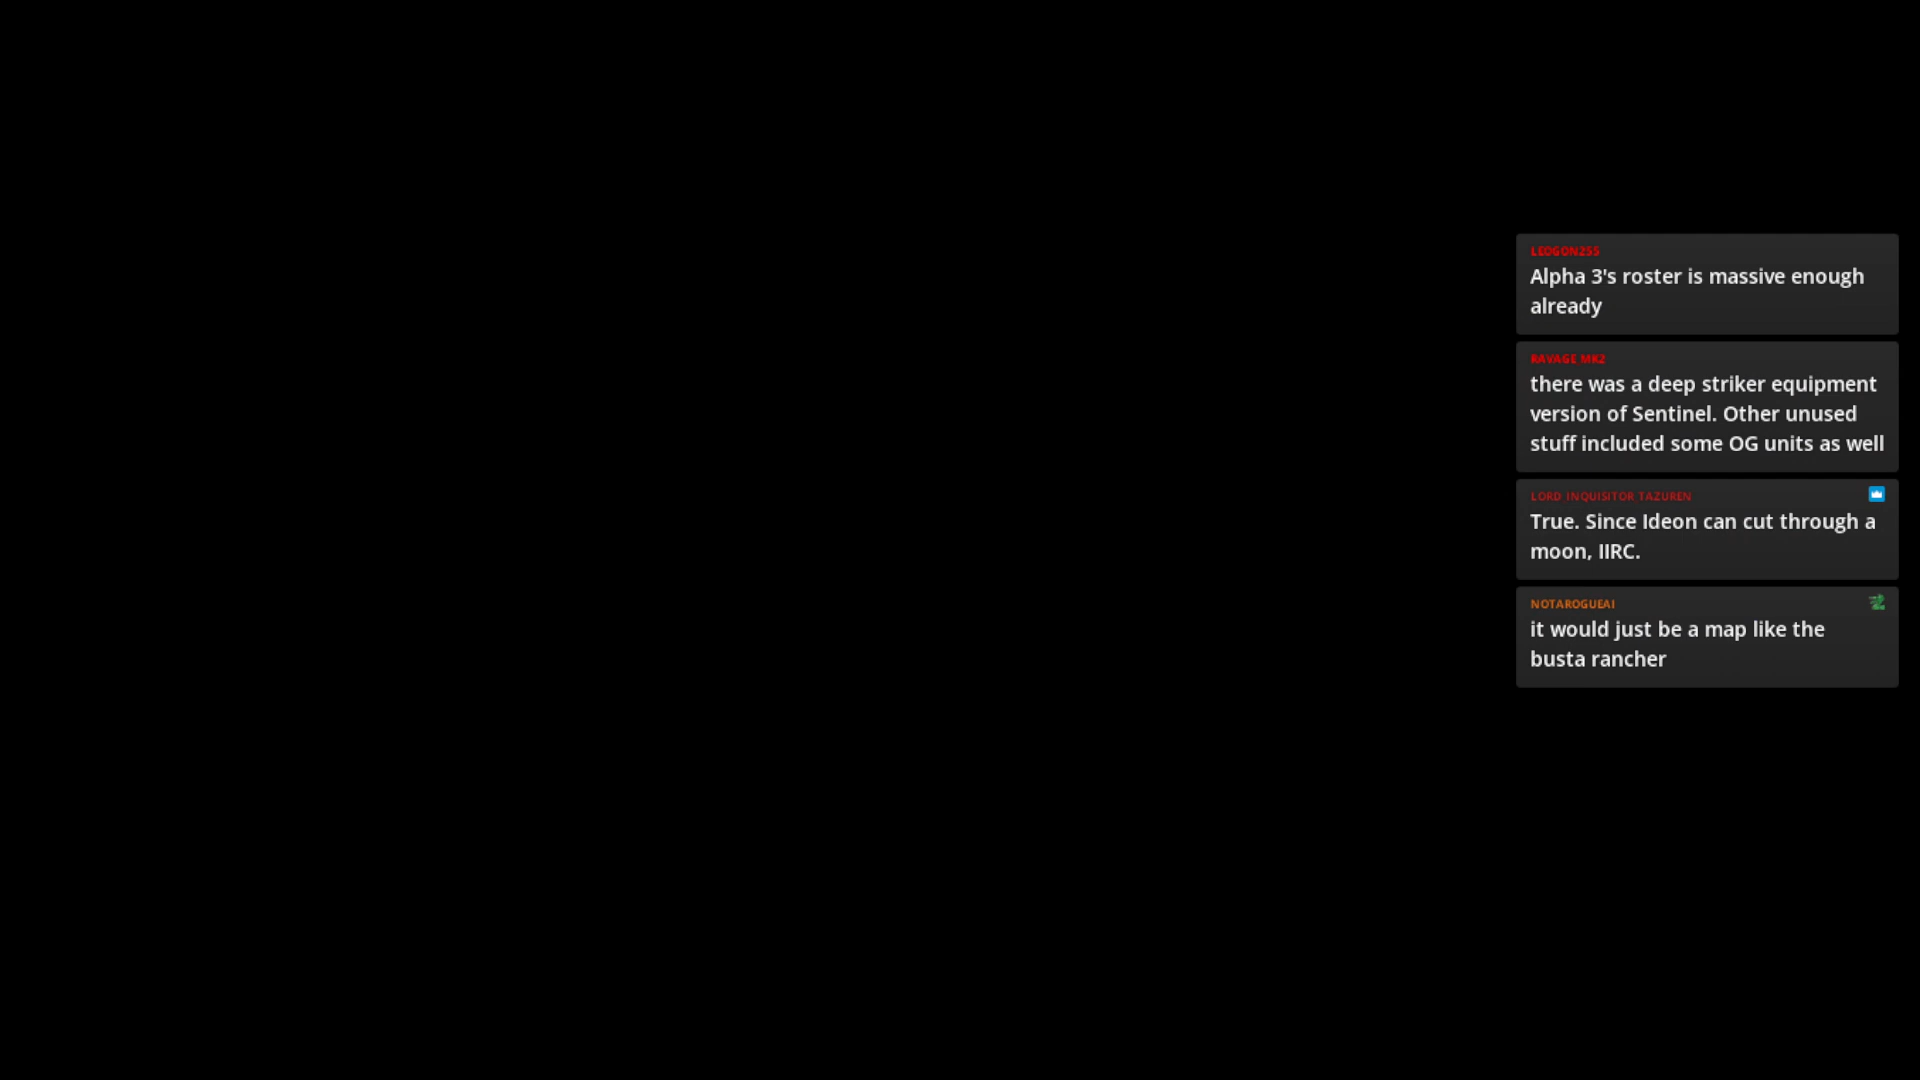 LEOGON255
Alpha 3's roster is massive enough
already
RAVAGE MK2
there was a deep striker equipment
version of Sentinel. Other unused
stuff included some OG units as well
LORD INQUISITOR TAZUREN
True. Since Ideon can cut through a
moon, IIRC.
NOTAROGUEAI
it would just be a map like the
busta rancher